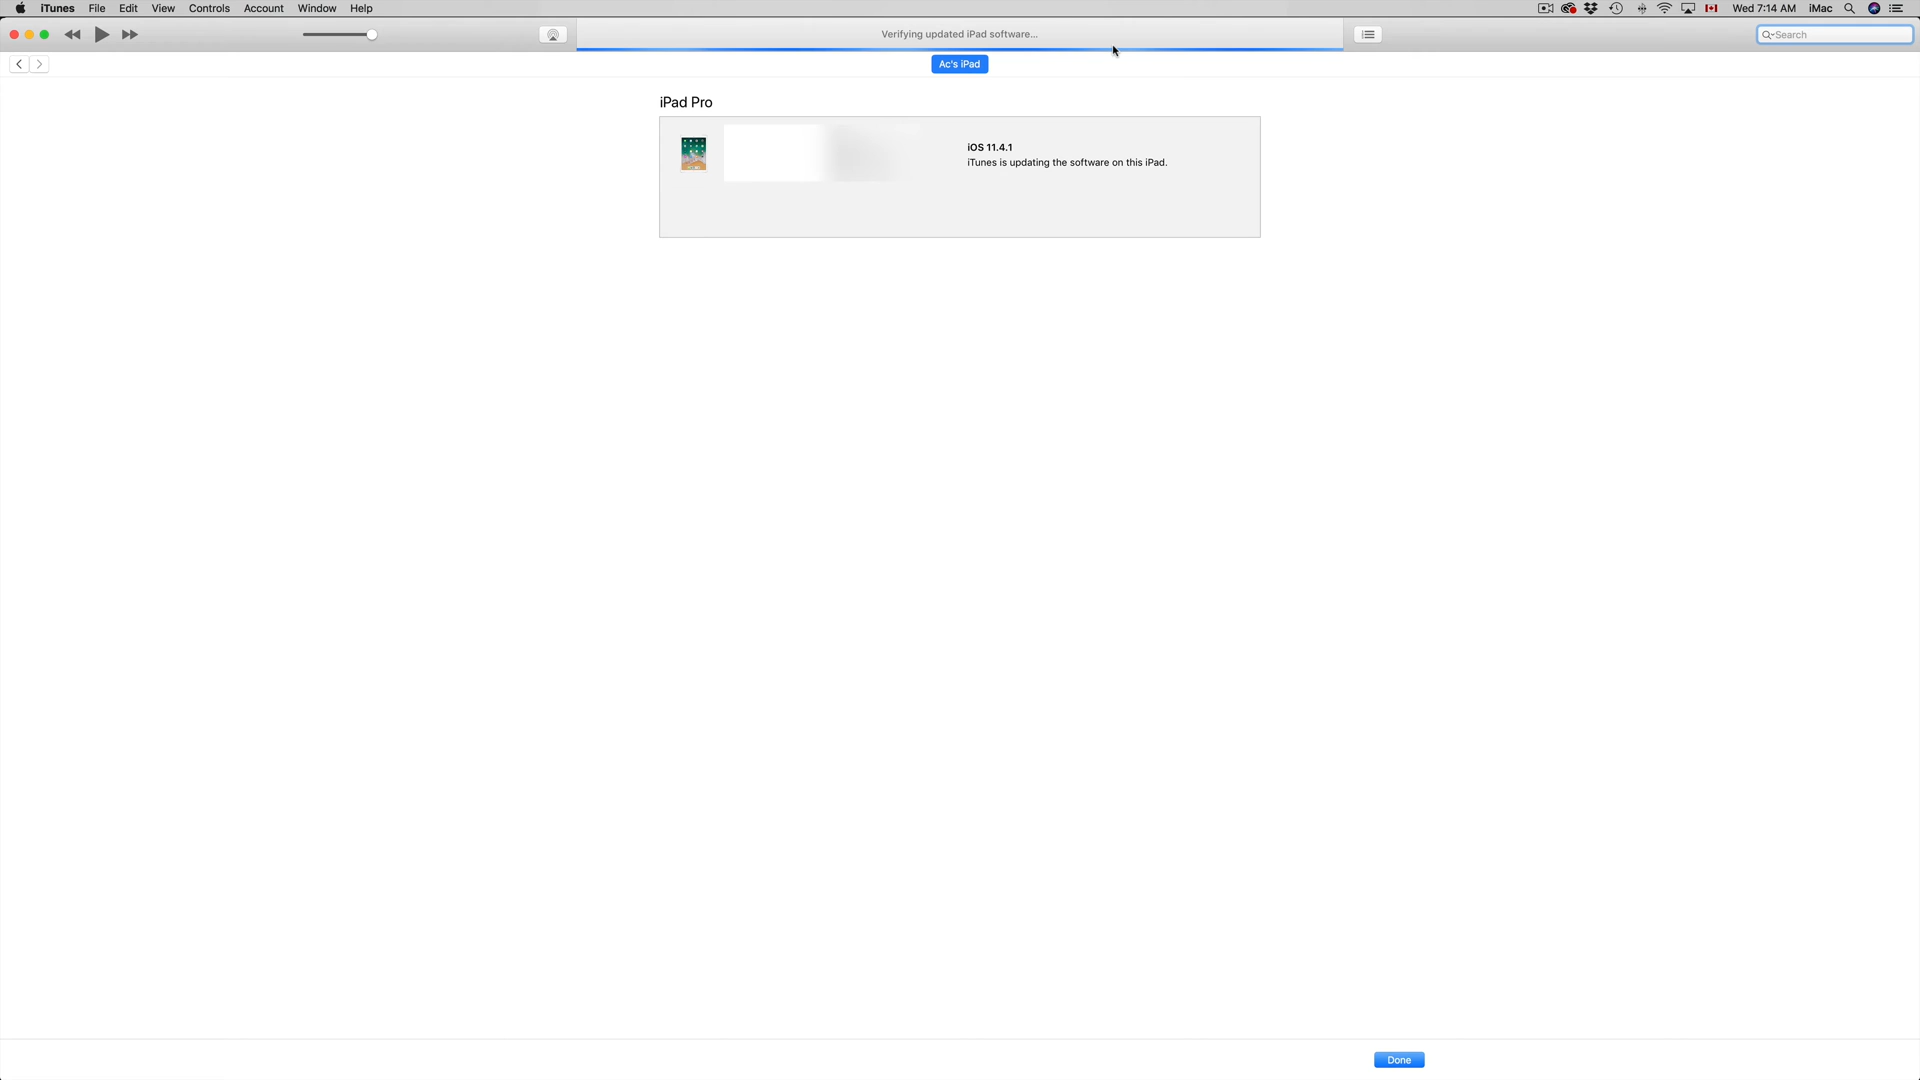 iTunes File Edit View Controls Account Window Help Wed 7:14 AM iMac
Verifying updated iPad software...
Search
Ac's iPad
iPad Pro
iOS 11.4.1
iTunes is updating the software on this iPad.
Done